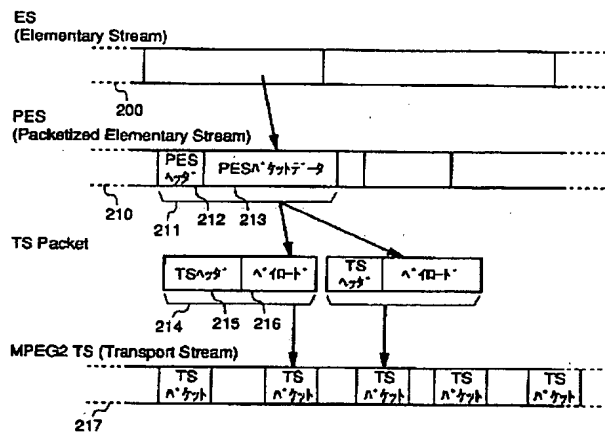 ES
(Elementary Stream)
200
PES
(Packetized Elementary Stream)
PES
ヘッダ
PESパケットデータ
210
211
212
213
TS Packet
TSヘッダ
ペイロード
TS
ヘッダ
ペイロード
214
215
216
MPEG2 TS (Transport Stream)
TS
パケット
TS
パケット
TS
パケット
TS
パケット
TS
パケット
217